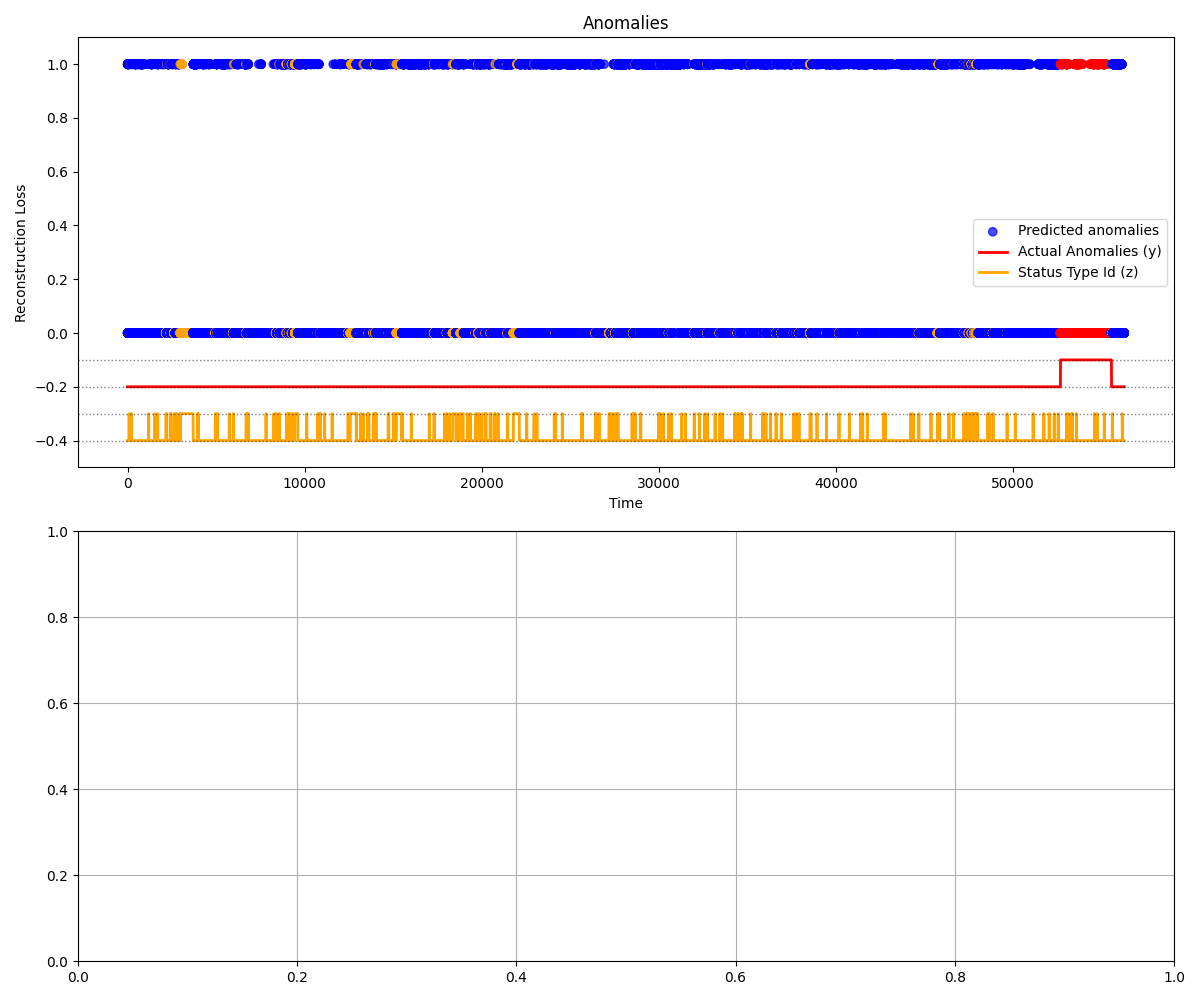 Anomalies
Reconstruction Loss
1.0
0.8
0.6
0.4
0.2
0.0
−0.2
−0.4
Predicted anomalies
Actual Anomalies (y)
Status Type Id (z)
0 10000 20000 30000 40000 50000
Time
1.0
0.8
0.6
0.4
0.2
0.0
0.0 0.2 0.4 0.6 0.8 1.0